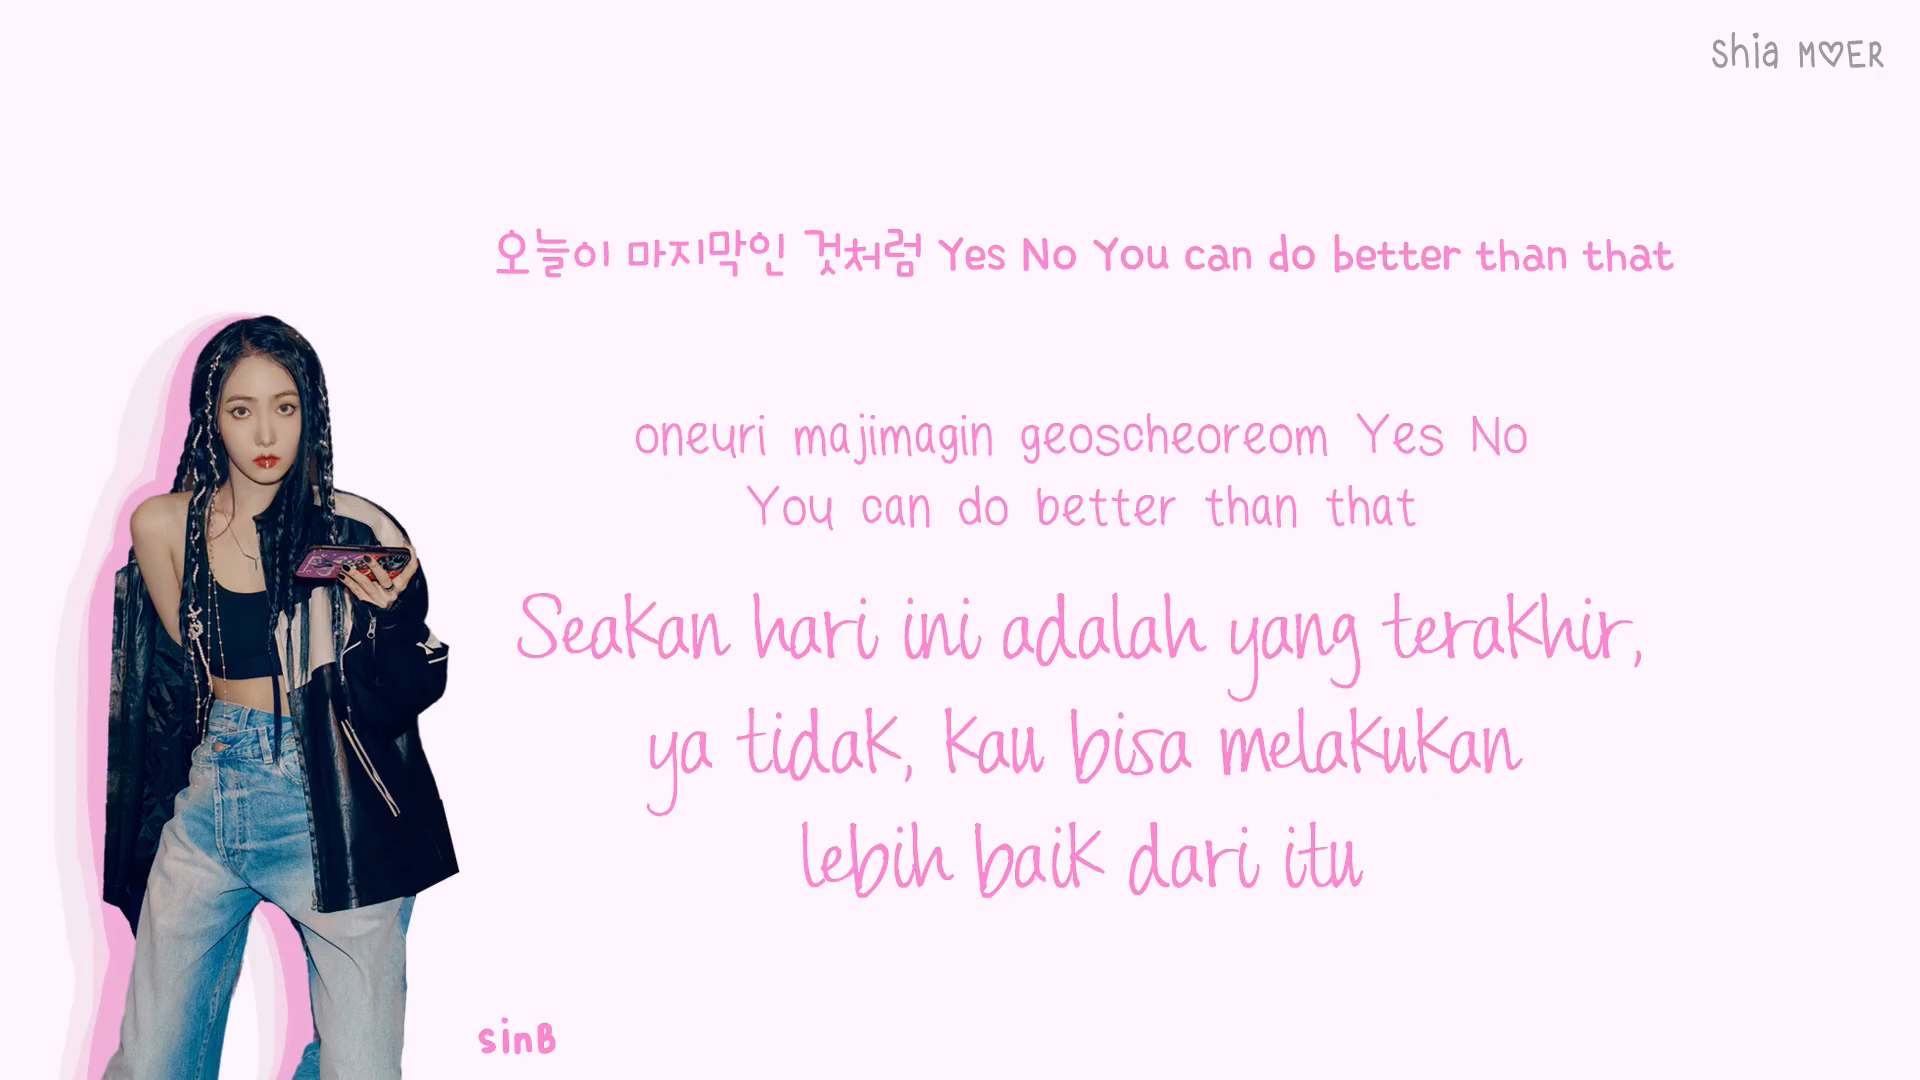 Shia M♡ER
오늘이 마지막인 것처럼 Yes No You can do better than that
oneuri majimagin geoscheoreom Yes No
You can do better than that
Seakan hari ini adalah yang terakhir,
ya tidak, kau bisa melakukan
lebih baik dari itu
sinB